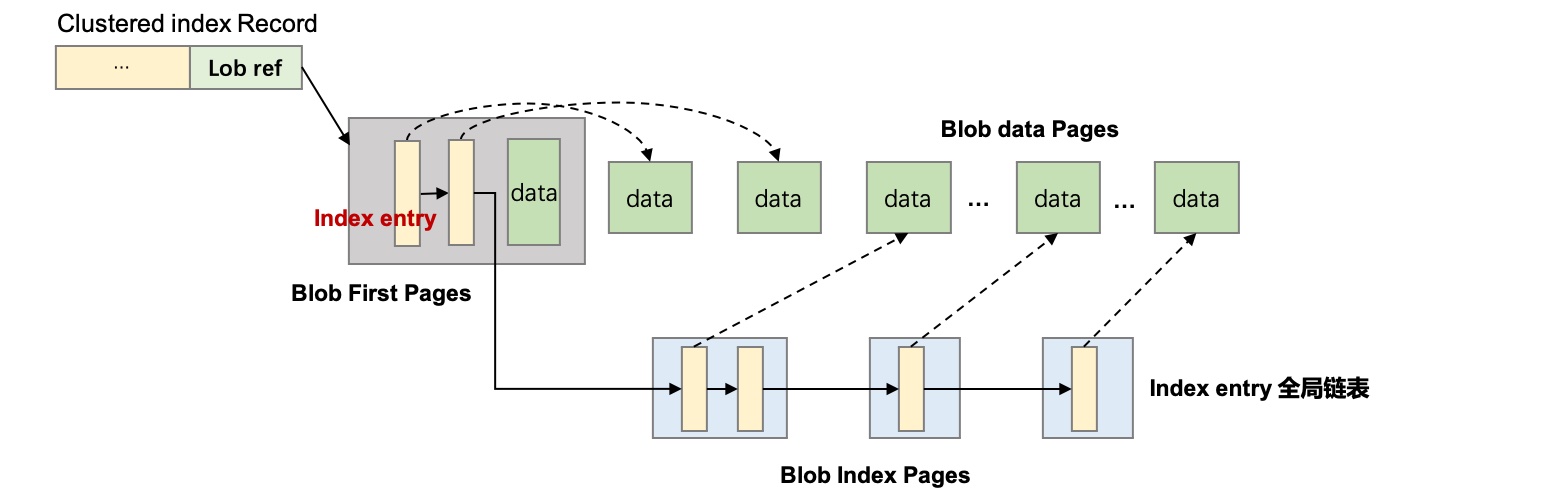 Clustered index Record
... Lob ref
Blob data Pages
data
data
data
data
...
data
...
data
Index entry
Blob First Pages
Index entry 全局链表
Blob Index Pages